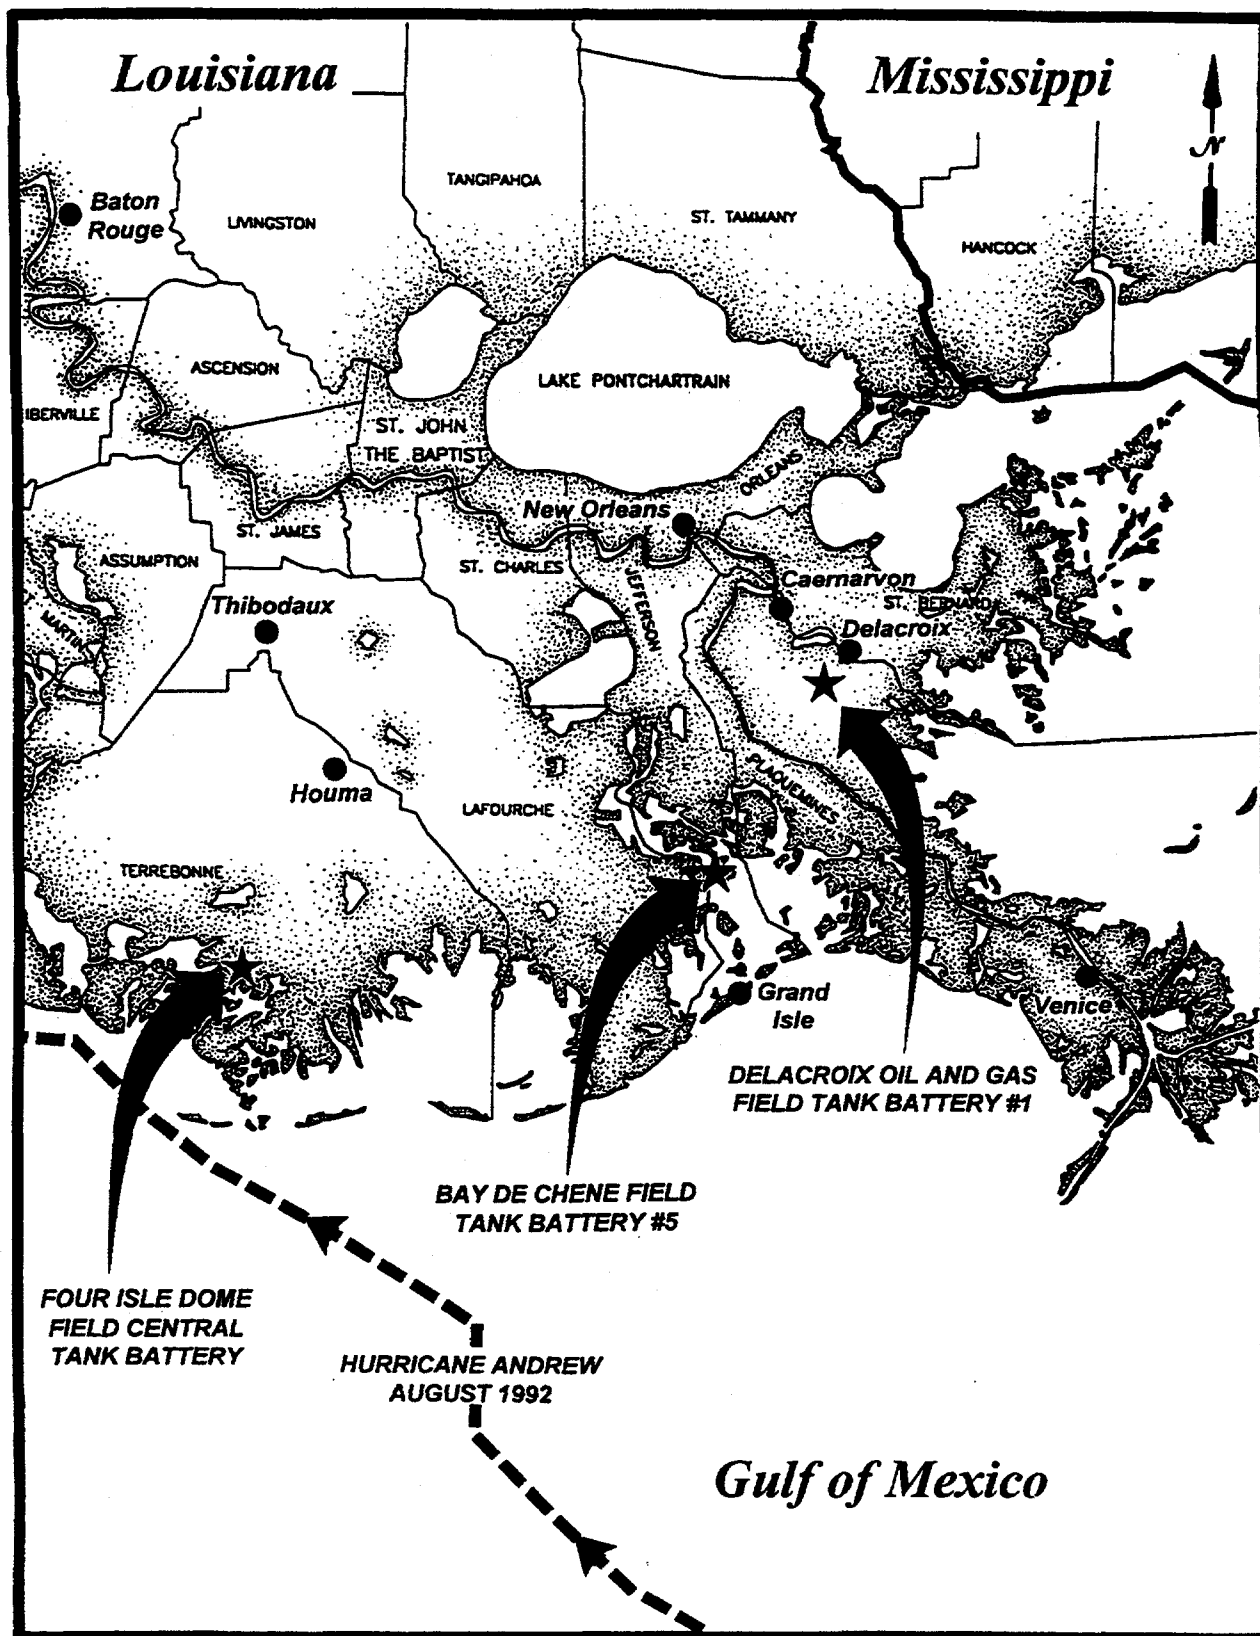 Louisiana
Mississippi
N
TANGIPAHOA
Baton
Rouge
LIVINGSTON
ST. TAMMANY
HANCOCK
ASCENSION
LAKE PONTCHARTRAIN
IBERVILLE
ST. JOHN
THE BAPTIST
ORLEANS
New Orleans
ST. JAMES
ASSUMPTION
ST. CHARLES
JEFFERSON
Caernarvon
ST. BERNARD
Thibodaux
MARTIN
Delacroix
PLAQUEMINES
Houma
LAFOURCHE
TERREBONNE
Grand
Isle
Venice
DELACROIX OIL AND GAS
FIELD TANK BATTERY #1
BAY DE CHENE FIELD
TANK BATTERY #5
FOUR ISLE DOME
FIELD CENTRAL
TANK BATTERY
HURRICANE ANDREW
AUGUST 1992
Gulf of Mexico